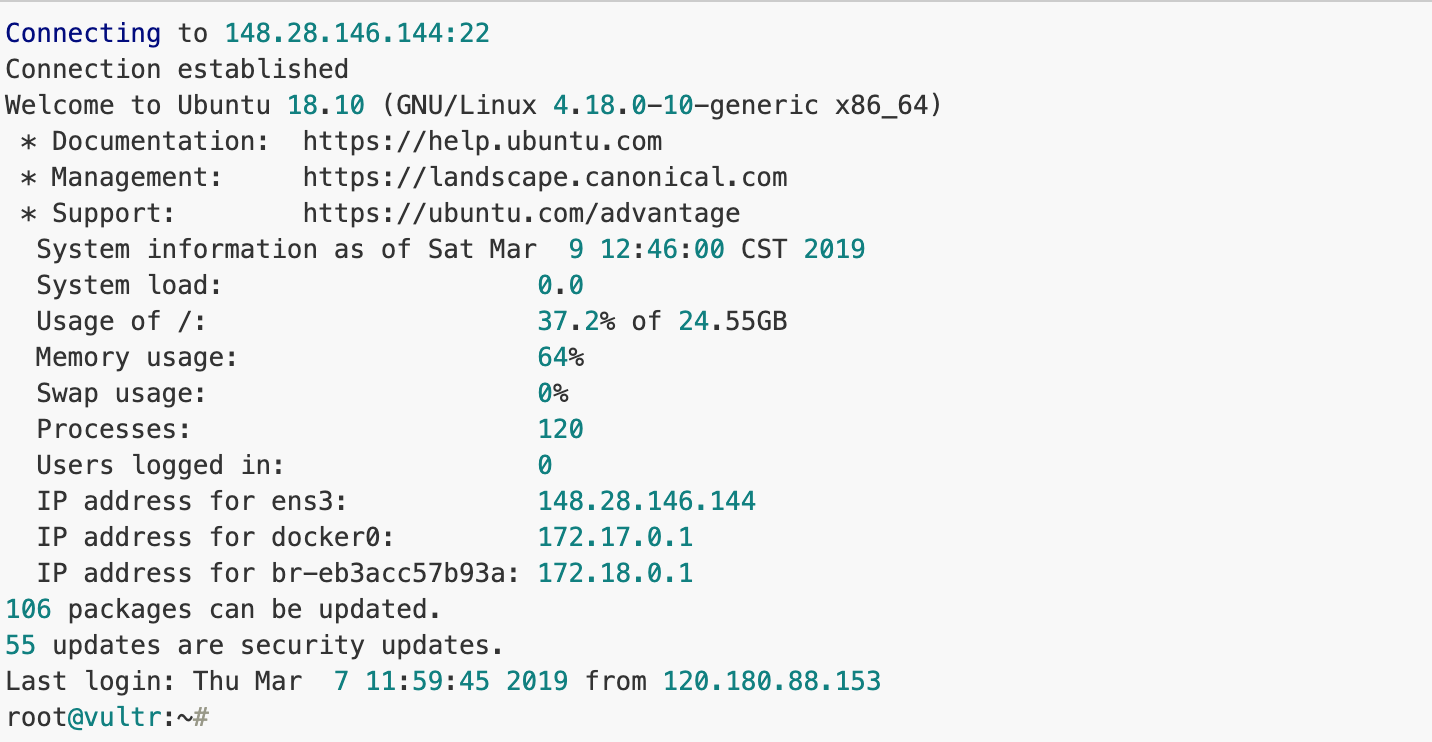 Connecting to 148.28.146.144:22
Connection established
Welcome to Ubuntu 18.10 (GNU/Linux 4.18.0-10-generic x86_64)
 * Documentation:  https://help.ubuntu.com
 * Management:     https://landscape.canonical.com
 * Support:        https://ubuntu.com/advantage
  System information as of Sat Mar  9 12:46:00 CST 2019
  System load:                    0.0
  Usage of /:                     37.2% of 24.55GB
  Memory usage:                   64%
  Swap usage:                     0%
  Processes:                      120
  Users logged in:                0
  IP address for ens3:            148.28.146.144
  IP address for docker0:         172.17.0.1
  IP address for br-eb3acc57b93a: 172.18.0.1
106 packages can be updated.
55 updates are security updates.
Last login: Thu Mar  7 11:59:45 2019 from 120.180.88.153
root@vultr:~#